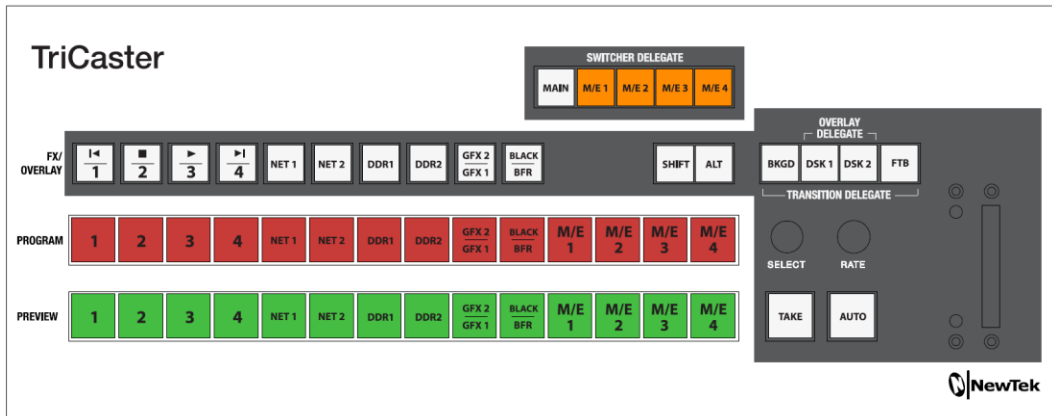 TriCaster
SWITCHER DELEGATE
MAIN M/E 1 M/E 2 M/E 3 M/E 4
OVERLAY
DELEGATE
FX/
OVERLAY
1 2 3 4 NET 1 NET 2 DDR1 DDR2 GFX 2 GFX 1 BLACK BFR SHIFT ALT BKGD DSK 1 DSK 2 FTB
TRANSITION DELEGATE
PROGRAM 1 2 3 4 NET 1 NET 2 DDR1 DDR2 GFX 2 GFX 1 BLACK BFR M/E 1 M/E 2 M/E 3 M/E 4
SELECT RATE
PREVIEW 1 2 3 4 NET 1 NET 2 DDR1 DDR2 GFX 2 GFX 1 BLACK BFR M/E 1 M/E 2 M/E 3 M/E 4
TAKE AUTO
NewTek